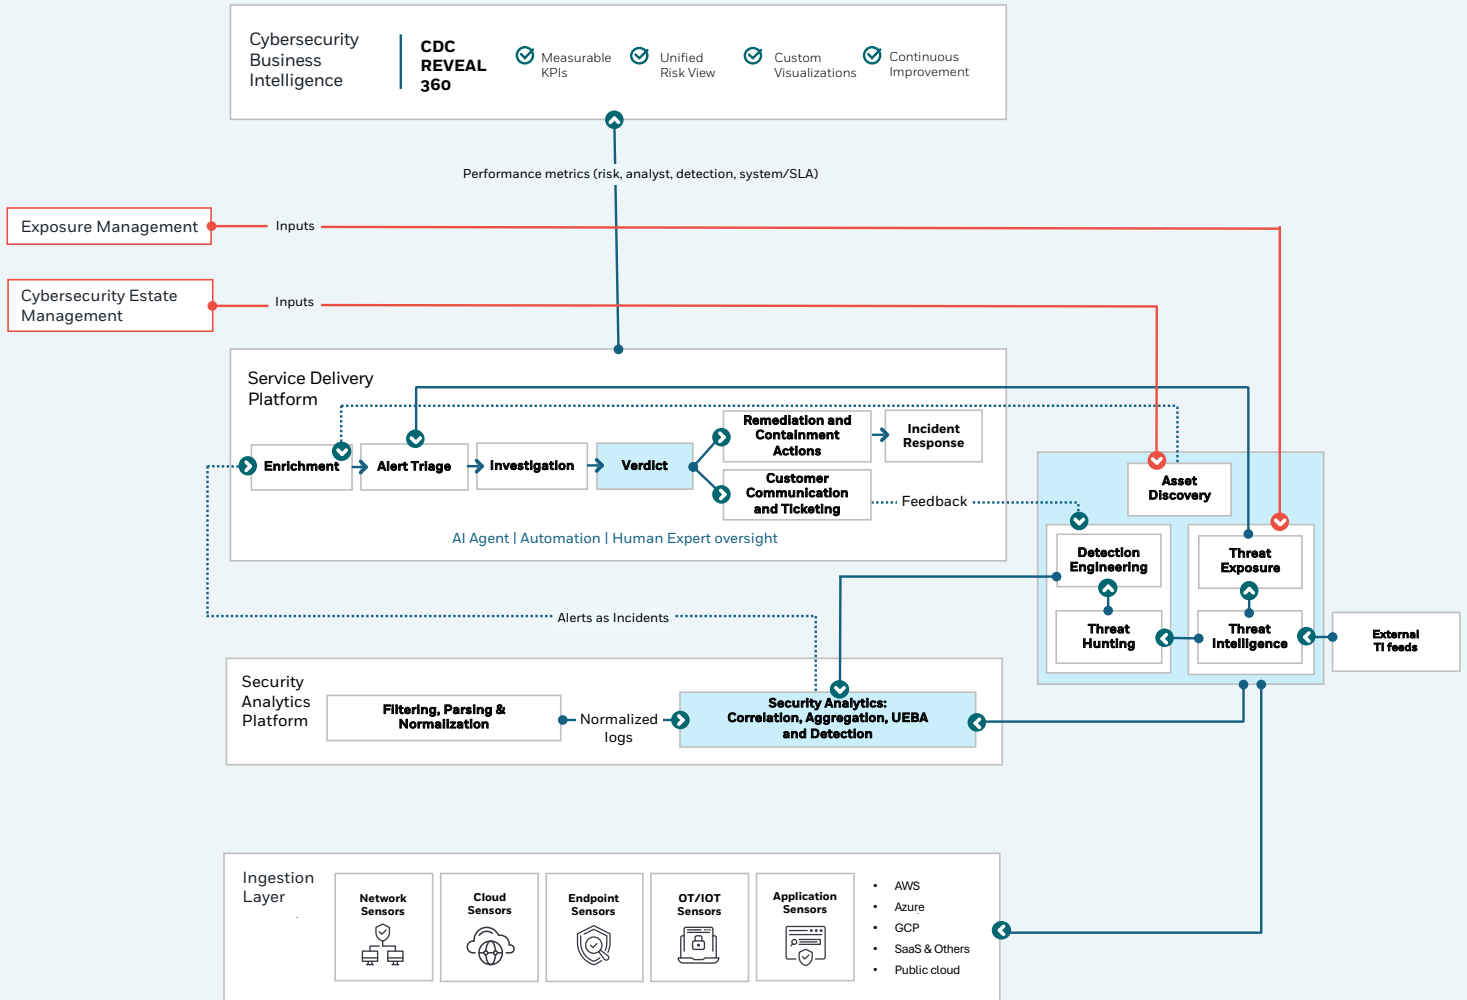 Cybersecurity
Business
Intelligence
CDC
REVEAL
360
Measurable
KPIs
Unified
Risk View
Custom
Visualizations
Continuous
Improvement
Performance metrics (risk, analyst, detection, system/SLA)
Exposure Management
Inputs
Cybersecurity Estate
Management
Inputs
Service Delivery
Platform
Enrichment
Alert Triage
Investigation
Verdict
Remediation and
Containment
Actions
Incident
Response
Customer
Communication
and Ticketing
Feedback
AI Agent | Automation | Human Expert oversight
Asset
Discovery
Detection
Engineering
Threat
Exposure
Threat
Hunting
Threat
Intelligence
External
TI feeds
Alerts as Incidents
Security
Analytics
Platform
Filtering, Parsing &
Normalization
Normalized
logs
Security Analytics:
Correlation, Aggregation, UEBA
and Detection
Ingestion
Layer
Network
Sensors
Cloud
Sensors
Endpoint
Sensors
OT/IOT
Sensors
Application
Sensors
• AWS
• Azure
• GCP
• SaaS & Others
• Public cloud